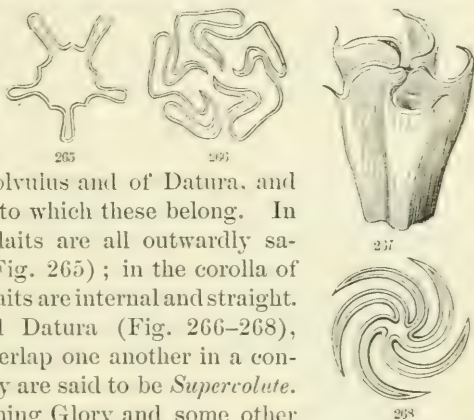 265
266
olvulus and of Datura, and
to which these belong. In
laits are all outwardly sa-
Fig. 265) ; in the corolla of
aits are internal and straight.
l Datura (Fig. 266–268),
verlap one another in a con-
y are said to be Supervolute.
ning Glory and some other
267
268